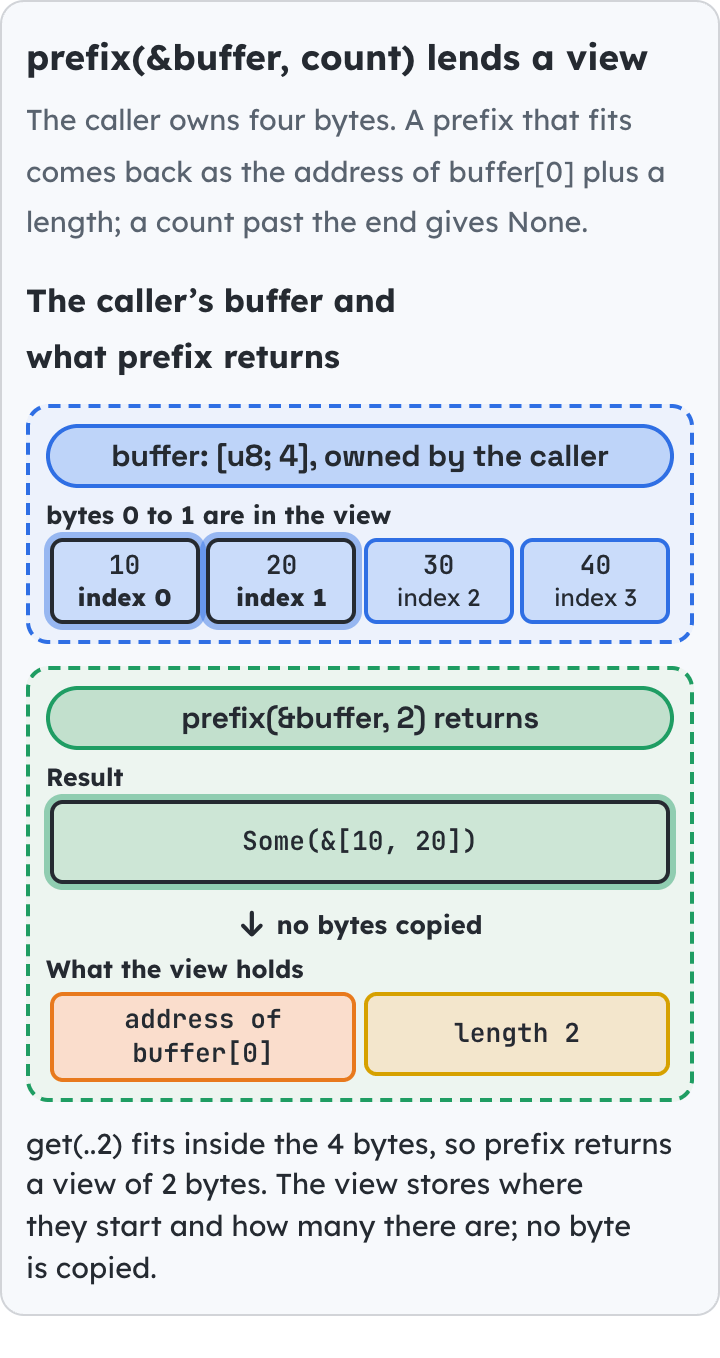 prefix(&buffer, count) lends a view
The caller owns four bytes. A prefix that fits
comes back as the address of buffer[0] plus a
length; a count past the end gives None.
The caller’s buffer and
what prefix returns
buffer: [u8; 4], owned by the caller
bytes 0 to 1 are in the view
10 20 30 40
index 0 index 1 index 2 index 3
prefix(&buffer, 2) returns
Result
Some(&[10, 20])
↓ no bytes copied
What the view holds
address of
buffer[0]
length 2
get(..2) fits inside the 4 bytes, so prefix returns
a view of 2 bytes. The view stores where
they start and how many there are; no byte
is copied.